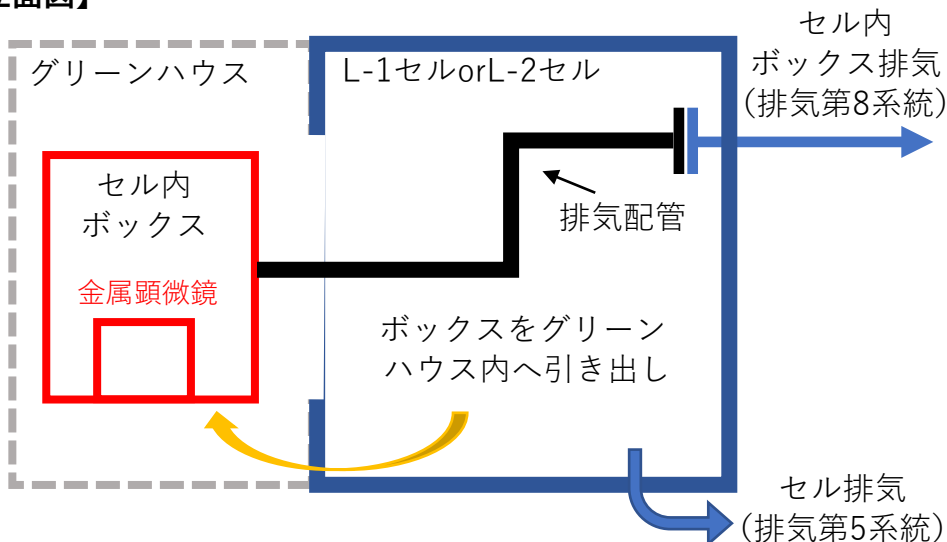 面図】
グリーンハウス
L-1セルorL-2セル
セル内
ボックス排気
(排気第8系統)
セル内
ボックス
排気配管
金属顕微鏡
ボックスをグリーン
ハウス内へ引き出し
セル排気
(排気第5系統)